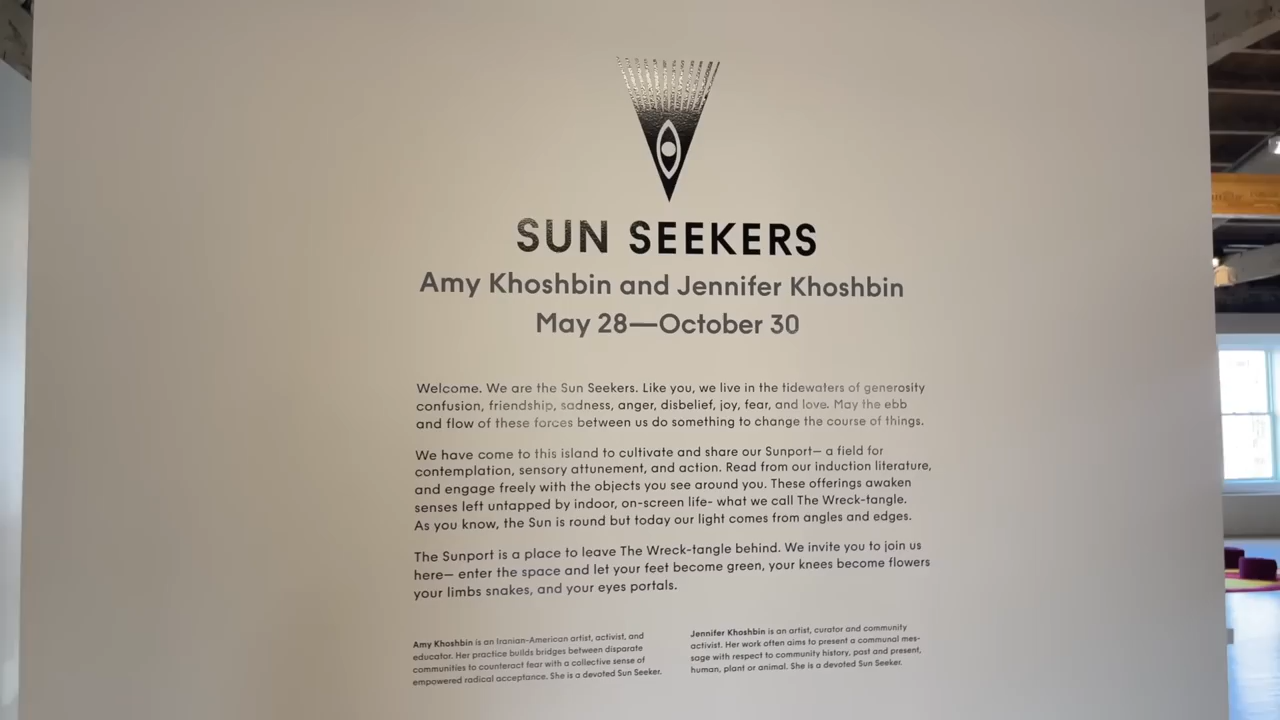 SUN SEEKERS
Amy Khoshbin and Jennifer Khoshbin
May 28—October 30
Welcome. We are the Sun Seekers. Like you, we live in the tidewaters of generosity
confusion, friendship, sadness, anger, disbelief, joy, fear, and love. May the ebb
and flow of these forces between us do something to change the course of things.
We have come to this island to cultivate and share our Sunport— a field for
contemplation, sensory attunement, and action. Read from our induction literature,
and engage freely with the objects you see around you. These offerings awaken
senses left untapped by indoor, on-screen life- what we call The Wreck-tangle.
As you know, the Sun is round but today our light comes from angles and edges.
The Sunport is a place to leave The Wreck-tangle behind. We invite you to join us
here— enter the space and let your feet become green, your knees become flowers
your limbs snakes, and your eyes portals.
Amy Khoshbin is an Iranian-American artist, activist, and
educator. Her practice builds bridges between disparate
communities to counteract fear with a collective sense of
empowered radical acceptance. She is a devoted Sun Seeker.
Jennifer Khoshbin is an artist, curator and community
activist. Her work often aims to present a communal mes-
sage with respect to community history, past and present,
human, plant or animal. She is a devoted Sun Seeker.